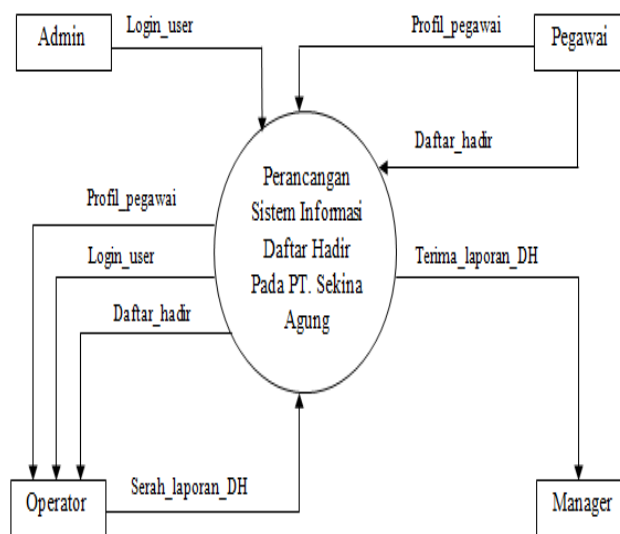 Admin
Login_user
Profil_pegawai
Pegawai
Daftar_hadir
Perancangan
Sistem Informasi
Daftar Hadir
Pada PT. Sekina
Agung
Profil_pegawai
Login_user
Daftar_hadir
Terima_laporan_DH
Operator
Serah_laporan_DH
Manager